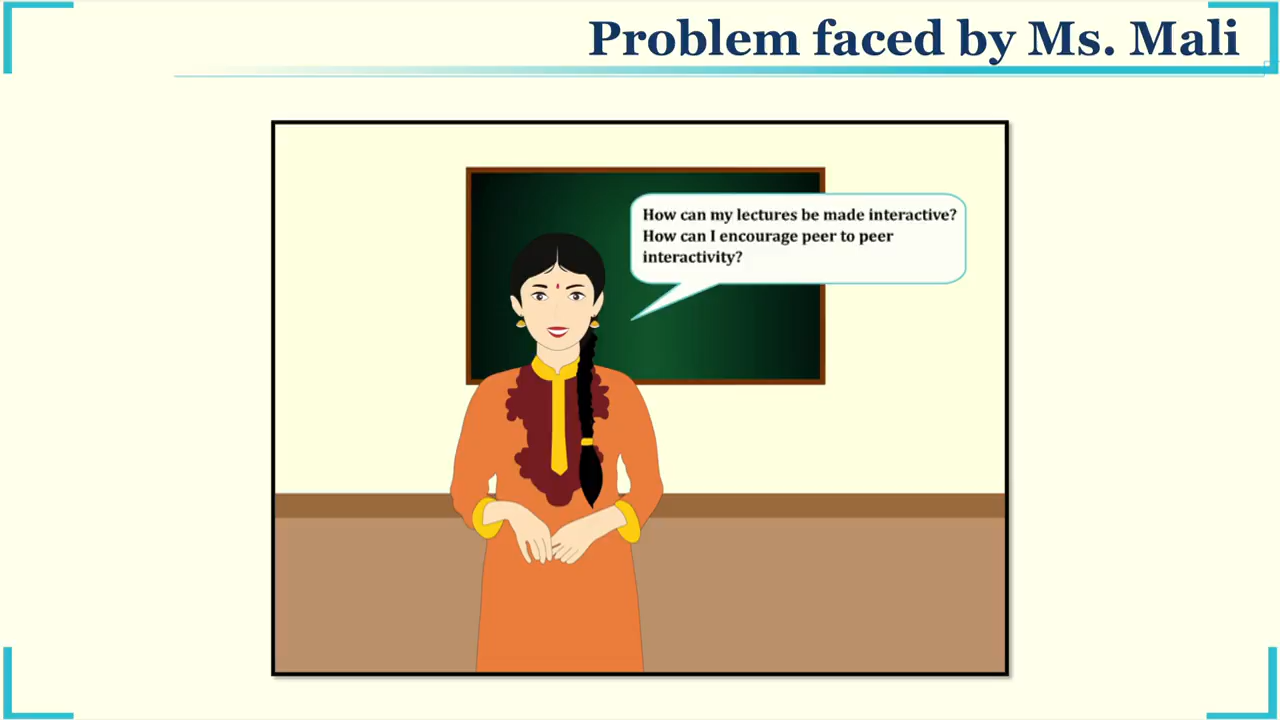 Problem faced by Ms. Mali
How can my lectures be made interactive?
How can I encourage peer to peer
interactivity?